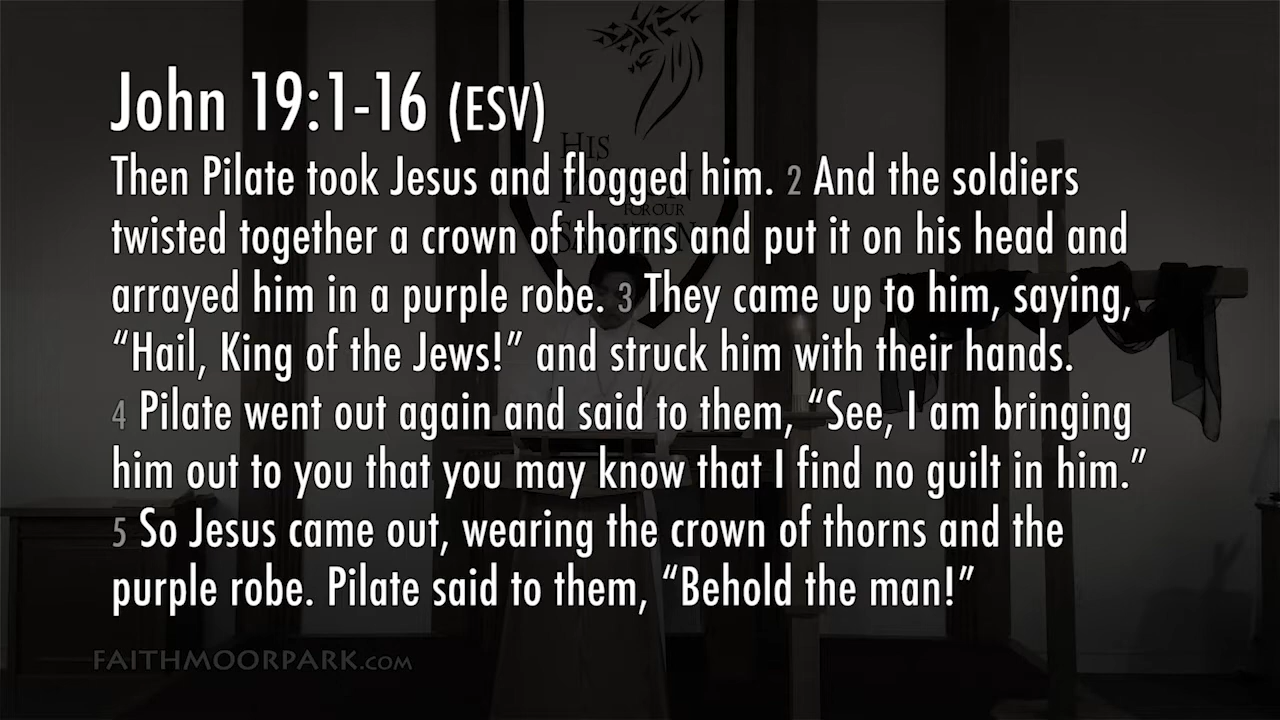 John 19:1-16 (ESV)
Then Pilate took Jesus and flogged him. 2 And the soldiers
twisted together a crown of thorns and put it on his head and
arrayed him in a purple robe. 3 They came up to him, saying,
“Hail, King of the Jews!” and struck him with their hands.
4 Pilate went out again and said to them, “See, I am bringing
him out to you that you may know that I find no guilt in him.”
5 So Jesus came out, wearing the crown of thorns and the
purple robe. Pilate said to them, “Behold the man!”
FAITHMOORPARK.COM
HIS
FOR OUR